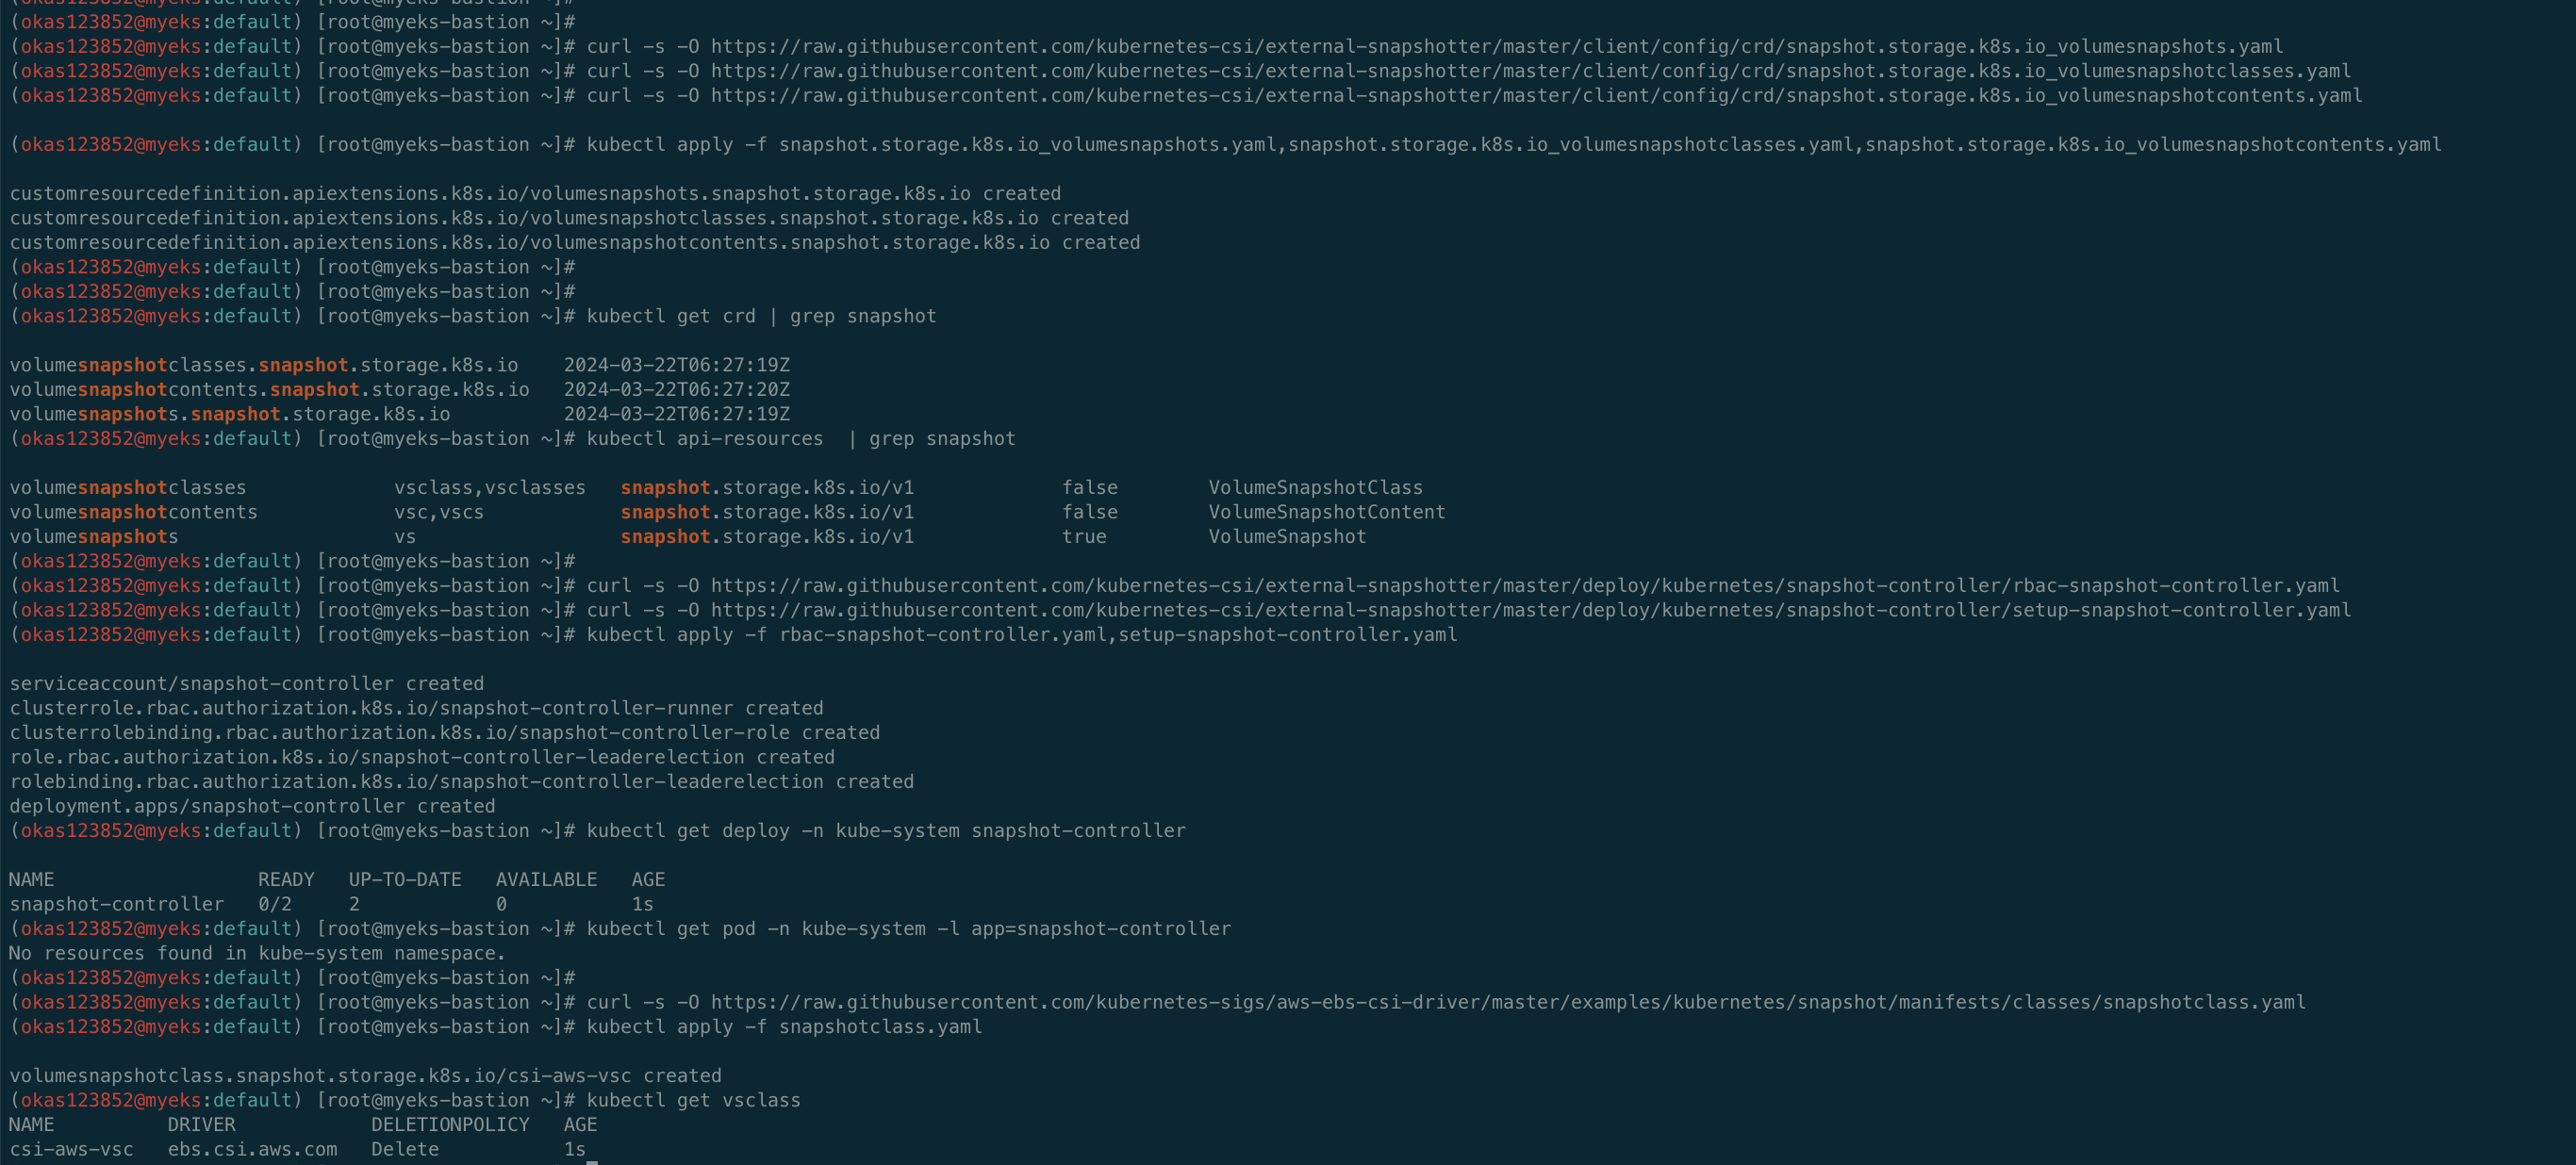 (okas123852@myeks:default) [root@myeks-bastion ~]#
(okas123852@myeks:default) [root@myeks-bastion ~]#
(okas123852@myeks:default) [root@myeks-bastion ~]# curl -s -O https://raw.githubusercontent.com/kubernetes-csi/external-snapshotter/master/client/config/crd/snapshot.storage.k8s.io_volumesnapshots.yaml
(okas123852@myeks:default) [root@myeks-bastion ~]# curl -s -O https://raw.githubusercontent.com/kubernetes-csi/external-snapshotter/master/client/config/crd/snapshot.storage.k8s.io_volumesnapshotclasses.yaml
(okas123852@myeks:default) [root@myeks-bastion ~]# curl -s -O https://raw.githubusercontent.com/kubernetes-csi/external-snapshotter/master/client/config/crd/snapshot.storage.k8s.io_volumesnapshotcontents.yaml
(okas123852@myeks:default) [root@myeks-bastion ~]# kubectl apply -f snapshot.storage.k8s.io_volumesnapshots.yaml,snapshot.storage.k8s.io_volumesnapshotclasses.yaml,snapshot.storage.k8s.io_volumesnapshotcontents.yaml
customresourcedefinition.apiextensions.k8s.io/volumesnapshots.snapshot.storage.k8s.io created
customresourcedefinition.apiextensions.k8s.io/volumesnapshotclasses.snapshot.storage.k8s.io created
customresourcedefinition.apiextensions.k8s.io/volumesnapshotcontents.snapshot.storage.k8s.io created
(okas123852@myeks:default) [root@myeks-bastion ~]#
(okas123852@myeks:default) [root@myeks-bastion ~]#
(okas123852@myeks:default) [root@myeks-bastion ~]# kubectl get crd | grep snapshot
volumesnapshotclasses.snapshot.storage.k8s.io    2024-03-22T06:27:19Z
volumesnapshotcontents.snapshot.storage.k8s.io   2024-03-22T06:27:20Z
volumesnapshots.snapshot.storage.k8s.io          2024-03-22T06:27:19Z
(okas123852@myeks:default) [root@myeks-bastion ~]# kubectl api-resources  | grep snapshot
volumesnapshotclasses             vsclass,vsclasses   snapshot.storage.k8s.io/v1             false        VolumeSnapshotClass
volumesnapshotcontents            vsc,vscs            snapshot.storage.k8s.io/v1             false        VolumeSnapshotContent
volumesnapshots                   vs                  snapshot.storage.k8s.io/v1             true         VolumeSnapshot
(okas123852@myeks:default) [root@myeks-bastion ~]#
(okas123852@myeks:default) [root@myeks-bastion ~]# curl -s -O https://raw.githubusercontent.com/kubernetes-csi/external-snapshotter/master/deploy/kubernetes/snapshot-controller/rbac-snapshot-controller.yaml
(okas123852@myeks:default) [root@myeks-bastion ~]# curl -s -O https://raw.githubusercontent.com/kubernetes-csi/external-snapshotter/master/deploy/kubernetes/snapshot-controller/setup-snapshot-controller.yaml
(okas123852@myeks:default) [root@myeks-bastion ~]# kubectl apply -f rbac-snapshot-controller.yaml,setup-snapshot-controller.yaml
serviceaccount/snapshot-controller created
clusterrole.rbac.authorization.k8s.io/snapshot-controller-runner created
clusterrolebinding.rbac.authorization.k8s.io/snapshot-controller-role created
role.rbac.authorization.k8s.io/snapshot-controller-leaderelection created
rolebinding.rbac.authorization.k8s.io/snapshot-controller-leaderelection created
deployment.apps/snapshot-controller created
(okas123852@myeks:default) [root@myeks-bastion ~]# kubectl get deploy -n kube-system snapshot-controller
NAME                  READY   UP-TO-DATE   AVAILABLE   AGE
snapshot-controller   0/2     2            0           1s
(okas123852@myeks:default) [root@myeks-bastion ~]# kubectl get pod -n kube-system -l app=snapshot-controller
No resources found in kube-system namespace.
(okas123852@myeks:default) [root@myeks-bastion ~]#
(okas123852@myeks:default) [root@myeks-bastion ~]# curl -s -O https://raw.githubusercontent.com/kubernetes-sigs/aws-ebs-csi-driver/master/examples/kubernetes/snapshot/manifests/classes/snapshotclass.yaml
(okas123852@myeks:default) [root@myeks-bastion ~]# kubectl apply -f snapshotclass.yaml
volumesnapshotclass.snapshot.storage.k8s.io/csi-aws-vsc created
(okas123852@myeks:default) [root@myeks-bastion ~]# kubectl get vsclass
NAME          DRIVER            DELETIONPOLICY   AGE
csi-aws-vsc   ebs.csi.aws.com   Delete           1s